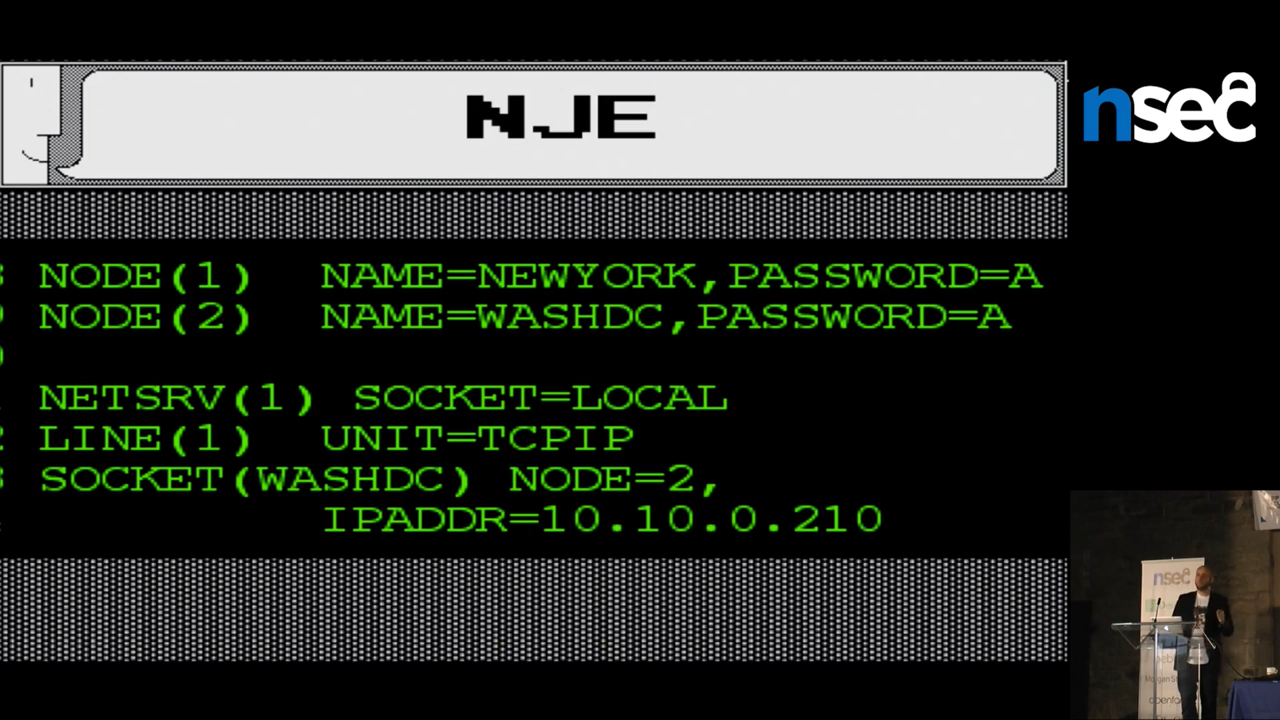 NJE
nsec
NODE(1) NAME=NEWYORK,PASSWORD=A
NODE(2) NAME=WASHDC,PASSWORD=A
NETSRV(1) SOCKET=LOCAL
LINE(1) UNIT=TCPIP
SOCKET(WASHDC) NODE=2,
IPADDR=10.10.0.210
nsec